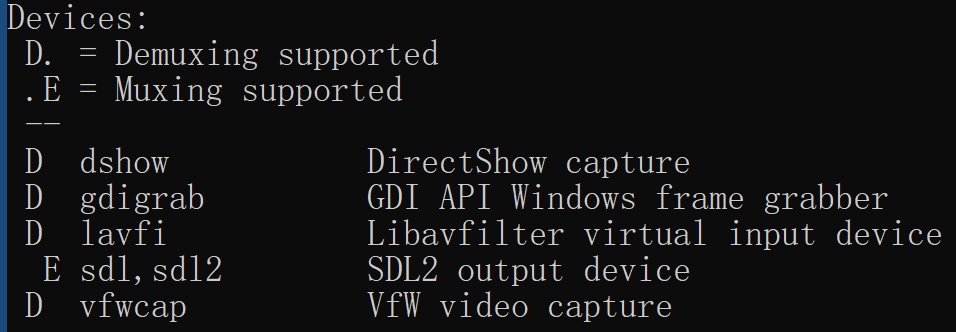 Devices:
 D. = Demuxing supported
 .E = Muxing supported
 --
 D  dshow           DirectShow capture
 D  gdigrab         GDI API Windows frame grabber
 D  lavfi           Libavfilter virtual input device
  E sdl,sdl2        SDL2 output device
 D  vfwcap          VfW video capture